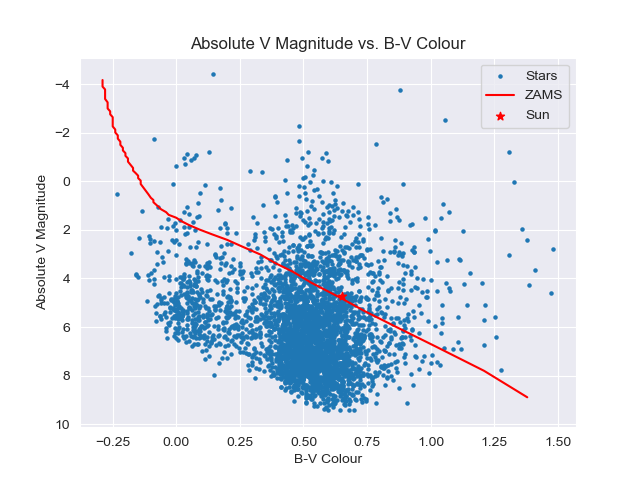 Absolute V Magnitude vs. B-V Colour
Stars
ZAMS
Sun
Absolute V Magnitude
−4
−2
0
2
4
6
8
10
−0.25
0.00
0.25
0.50
0.75
1.00
1.25
1.50
B-V Colour